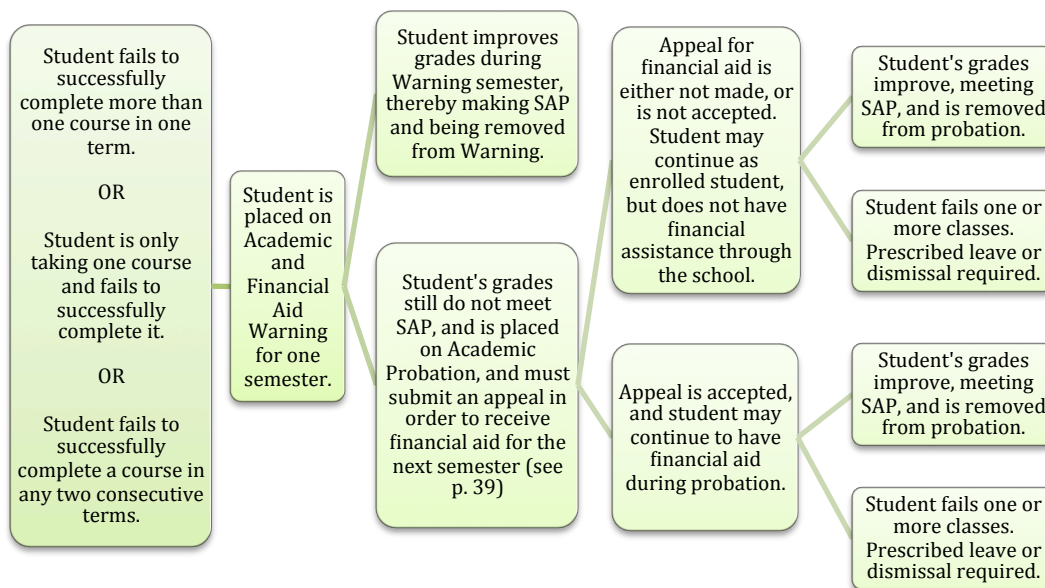 Student fails to
successfully
complete more than
one course in one
term.
OR
Student is only
taking one course
and fails to
successfully
complete it.
OR
Student fails to
successfully
complete a course in
any two consecutive
terms.
Student is
placed on
Academic
and
Financial
Aid
Warning
for one
semester.
Student improves
grades during
Warning semester,
thereby making SAP
and being removed
from Warning.
Student's grades
still do not meet
SAP, and is placed
on Academic
Probation, and must
submit an appeal in
order to receive
financial aid for the
next semester (see
p. 39)
Appeal for
financial aid is
either not made, or
is not accepted.
Student may
continue as
enrolled student,
but does not have
financial
assistance through
the school.
Appeal is accepted,
and student may
continue to have
financial aid
during probation.
Student's grades
improve, meeting
SAP, and is removed
from probation.
Student fails one or
more classes.
Prescribed leave or
dismissal required.
Student's grades
improve, meeting
SAP, and is removed
from probation.
Student fails one or
more classes.
Prescribed leave or
dismissal required.